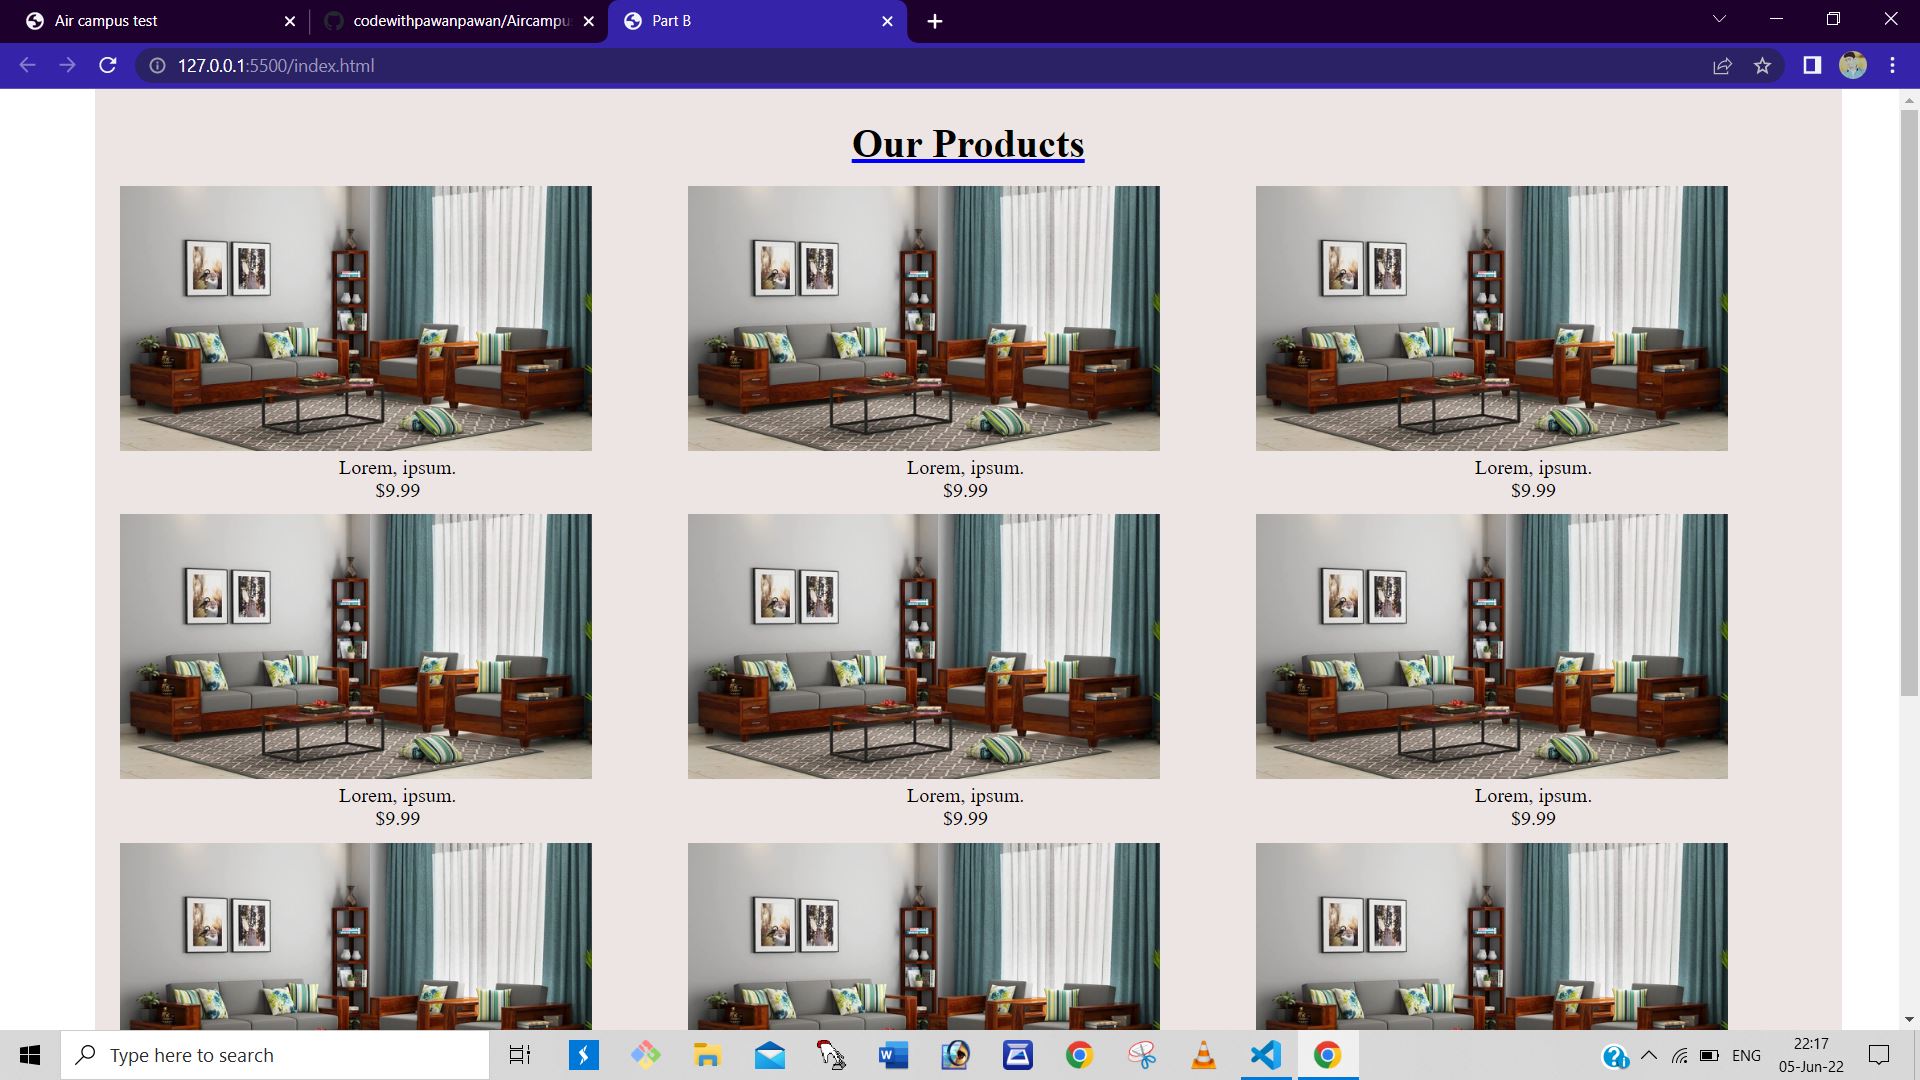 Air campus test
codewithpawanpawan/Aircampu
Part B
127.0.0.1:5500/index.html
Our Products
Lorem, ipsum.
$9.99
Lorem, ipsum.
$9.99
Lorem, ipsum.
$9.99
Lorem, ipsum.
$9.99
Lorem, ipsum.
$9.99
Lorem, ipsum.
$9.99
Type here to search
ENG
22:17
05-Jun-22